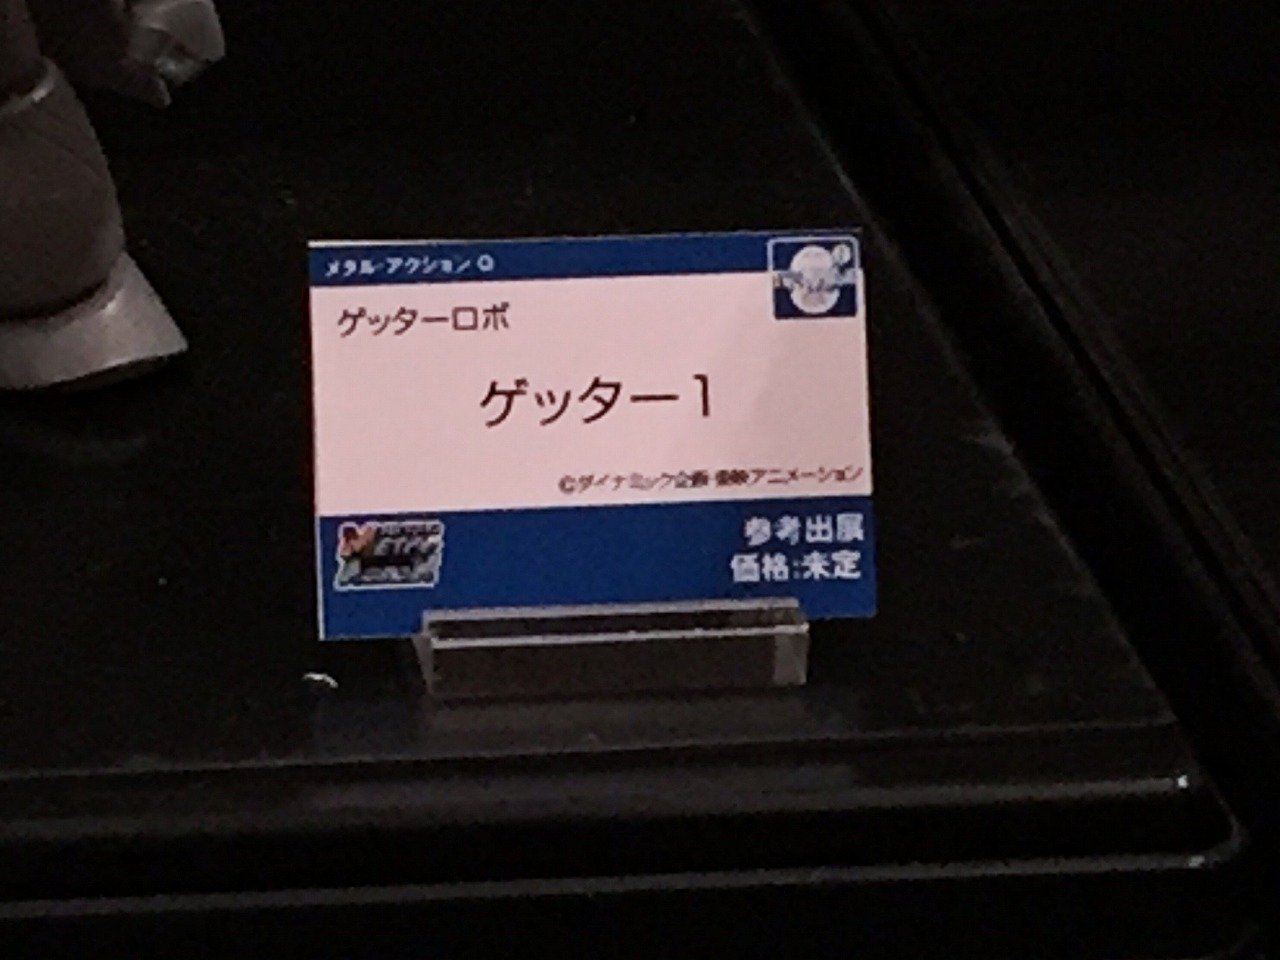 メタル・アクションQ
ゲッターロボ
ゲッター1
©ダイナミック企画・東映アニメーション
参考出展
価格:未定